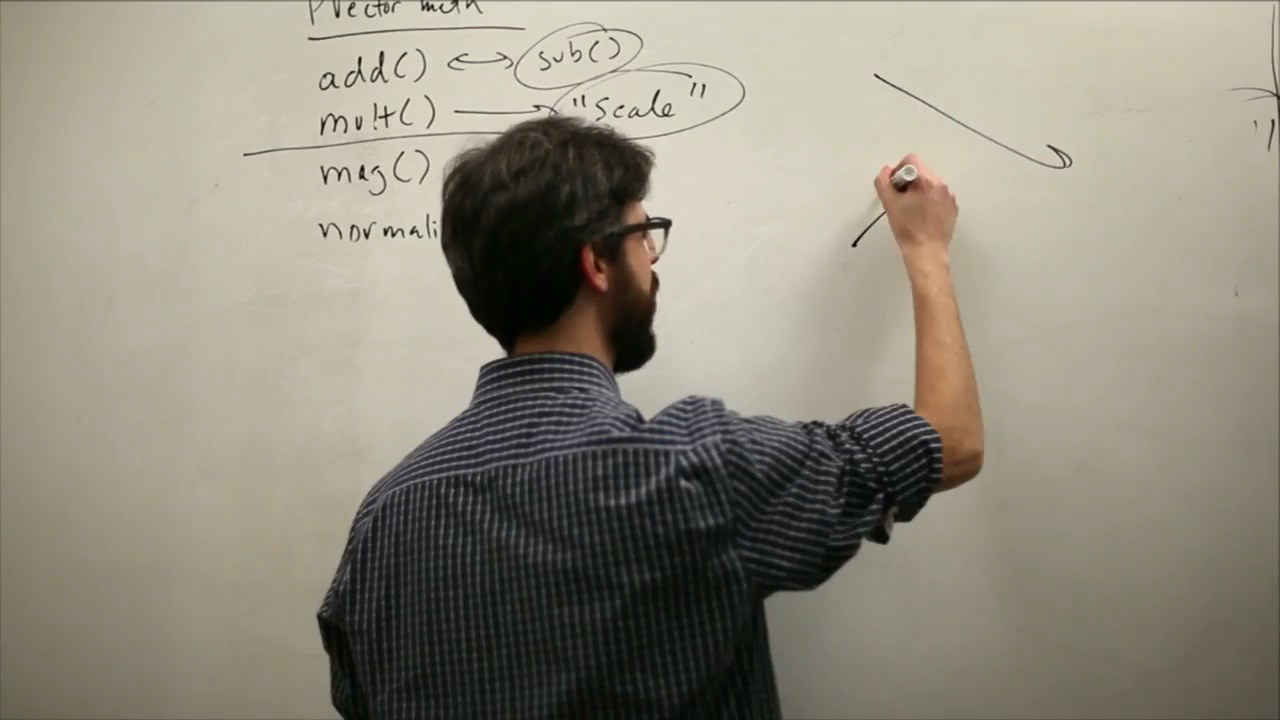 PVector math
add() ↔ sub()
mult() → "Scale"
mag()
normali